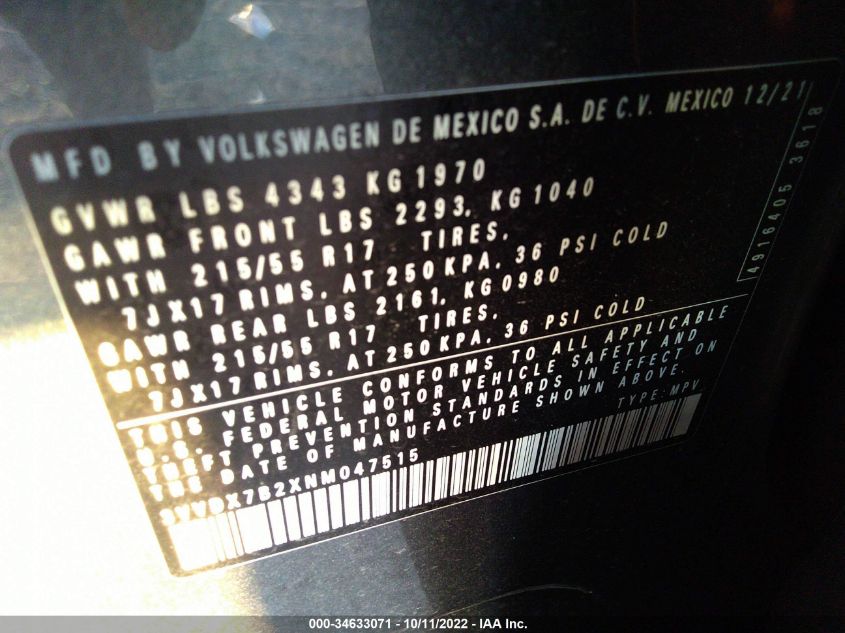 MFD BY VOLKSWAGEN DE MEXICO S.A. DE C.V. MEXICO 12/21
GVWR LBS 4343 KG 1970
GAWR FRONT LBS 2293, KG 1040
WITH 215/55 R17 TIRES,
7JX17 RIMS, AT 250 KPA, 36 PSI COLD
GAWR REAR LBS 2161, KG 0980
WITH 215/55 R17 TIRES,
7JX17 RIMS, AT 250 KPA, 36 PSI COLD
THIS VEHICLE CONFORMS TO ALL APPLICABLE
U.S. FEDERAL MOTOR VEHICLE SAFETY AND
THEFT PREVENTION STANDARDS IN EFFECT ON
THE DATE OF MANUFACTURE SHOWN ABOVE.
TYPE: MPV
3VVDX7B2XNM047515
4916405 3618
000-34633071 - 10/11/2022 - IAA Inc.